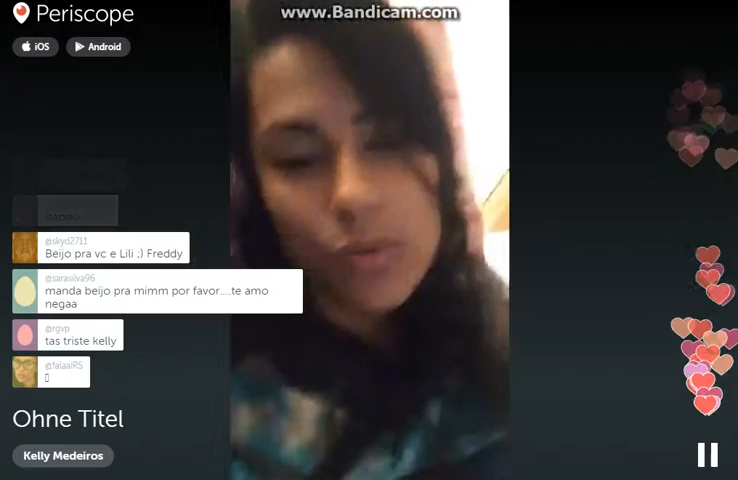 www.Bandicam.com
Periscope
iOS
Android
@skyd2711
Beijo pra vc e Lili ;) Freddy
@sarasilva96
manda beijo pra mimm por favor....te amo
negaa
@rgvp
tas triste kelly
@falaaiRS
Ohne Titel
Kelly Medeiros